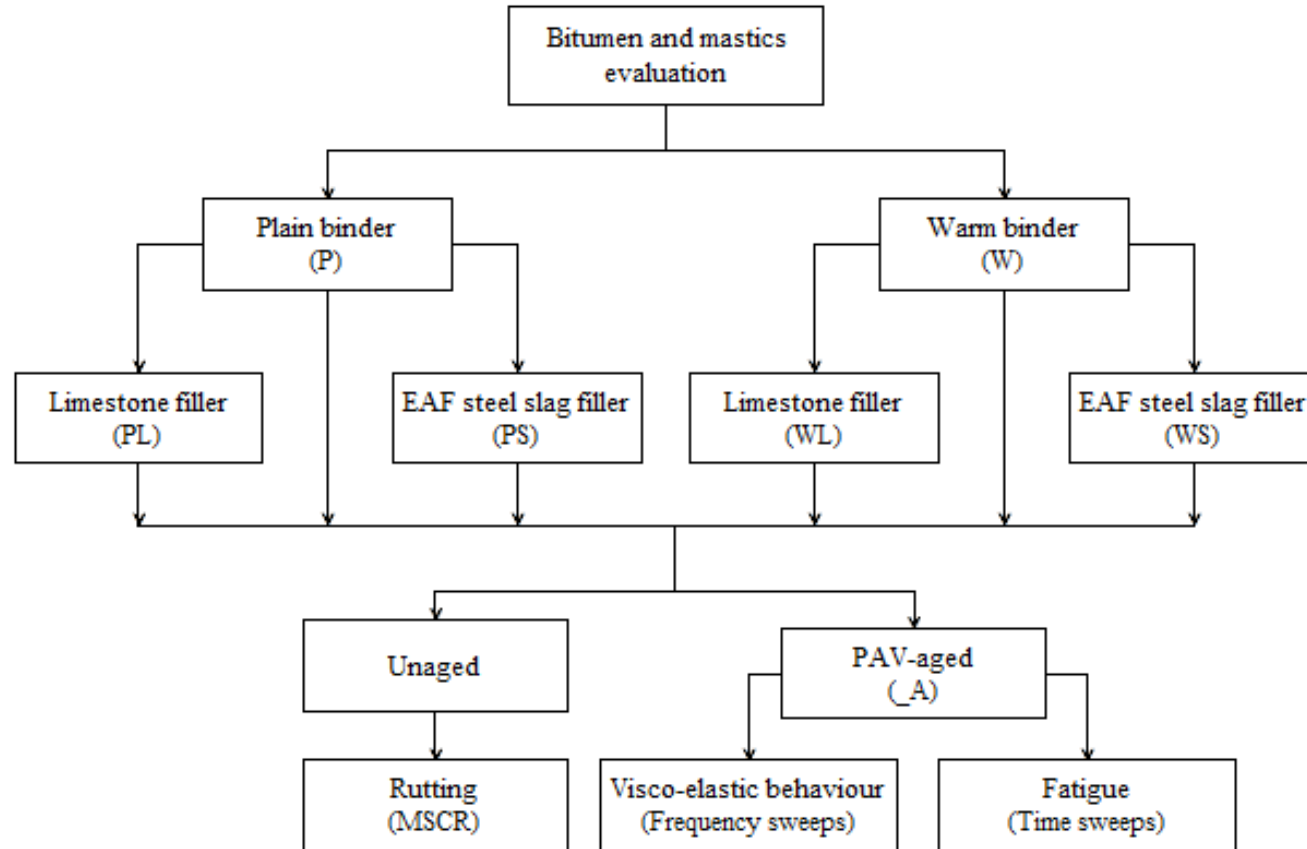 Bitumen and mastics
evaluation
Plain binder
(P)
Warm binder
(W)
Limestone filler
(PL)
EAF steel slag filler
(PS)
Limestone filler
(WL)
EAF steel slag filler
(WS)
Unaged
PAV-aged
(_A)
Rutting
(MSCR)
Visco-elastic behaviour
(Frequency sweeps)
Fatigue
(Time sweeps)